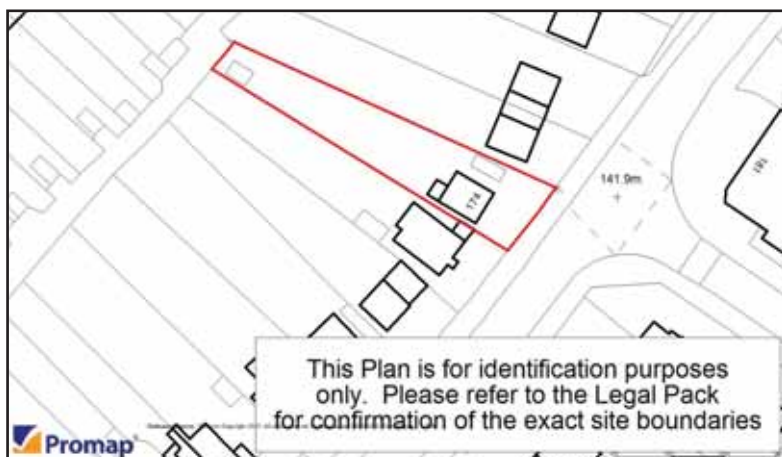 141.9m
181
174
This Plan is for identification purposes
only. Please refer to the Legal Pack
for confirmation of the exact site boundaries
Promap